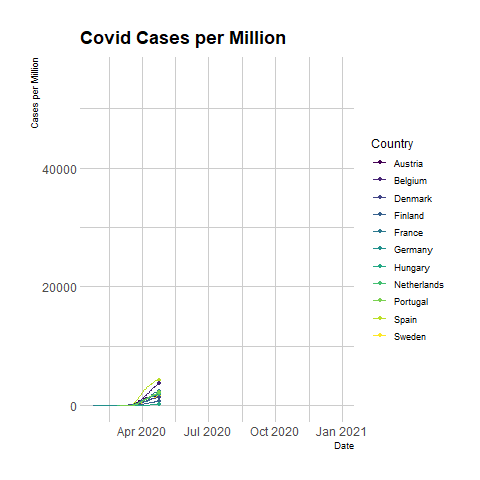 Covid Cases per Million
Cases per Million
40000
20000
0
Apr 2020
Jul 2020
Oct 2020
Jan 2021
Date
Country
Austria
Belgium
Denmark
Finland
France
Germany
Hungary
Netherlands
Portugal
Spain
Sweden